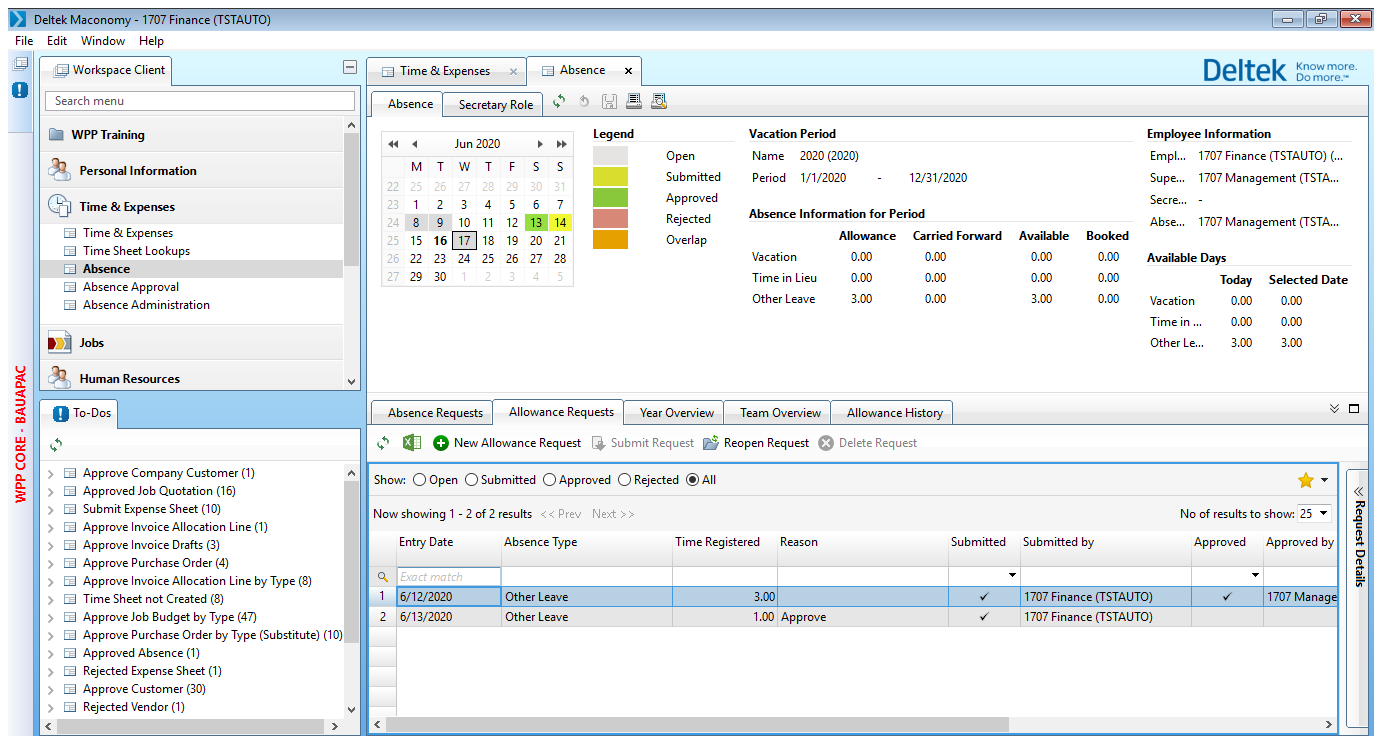 Deltek Maconomy - 1707 Finance (TSTAUTO)
File Edit Window Help
WPP CORE - BAUAPAC
Workspace Client
Search menu
WPP Training
Personal Information
Time & Expenses
Time & Expenses
Time Sheet Lookups
Absence
Absence Approval
Absence Administration
Jobs
Human Resources
To-Dos
Approve Company Customer (1)
Approved Job Quotation (16)
Submit Expense Sheet (10)
Approve Invoice Allocation Line (1)
Approve Invoice Drafts (3)
Approve Purchase Order (4)
Approve Invoice Allocation Line by Type (8)
Time Sheet not Created (8)
Approve Job Budget by Type (47)
Approve Purchase Order by Type (Substitute) (10)
Approved Absence (1)
Rejected Expense Sheet (1)
Approve Customer (30)
Rejected Vendor (1)
Time & Expenses
Absence
Deltek Know more. Do more.™
Absence
Secretary Role
Jun 2020
M T W T F S S
22 25 26 27 28 29 30 31
23 1 2 3 4 5 6 7
24 8 9 10 11 12 13 14
25 15 16 17 18 19 20 21
26 22 23 24 25 26 27 28
27 29 30 1 2 3 4 5
Legend
Open
Submitted
Approved
Rejected
Overlap
Vacation Period
Name 2020 (2020)
Period 1/1/2020 - 12/31/2020
Absence Information for Period
Allowance Carried Forward Available Booked
Vacation 0.00 0.00 0.00 0.00
Time in Lieu 0.00 0.00 0.00 0.00
Other Leave 3.00 0.00 3.00 0.00
Employee Information
Empl... 1707 Finance (TSTAUTO) (...
Supe... 1707 Management (TSTA...
Secre... -
Abse... 1707 Management (TSTA...
Available Days
Today Selected Date
Vacation 0.00 0.00
Time in ... 0.00 0.00
Other Le... 3.00 3.00
Absence Requests
Allowance Requests
Year Overview
Team Overview
Allowance History
New Allowance Request Submit Request Reopen Request Delete Request
Show: Open Submitted Approved Rejected All
Now showing 1 - 2 of 2 results << Prev Next >> No of results to show: 25
Entry Date Absence Type Time Registered Reason Submitted Submitted by Approved Approved by
Exact match
1 6/12/2020 Other Leave 3.00 ✓ 1707 Finance (TSTAUTO) ✓ 1707 Manage
2 6/13/2020 Other Leave 1.00 Approve ✓ 1707 Finance (TSTAUTO)
Request Details